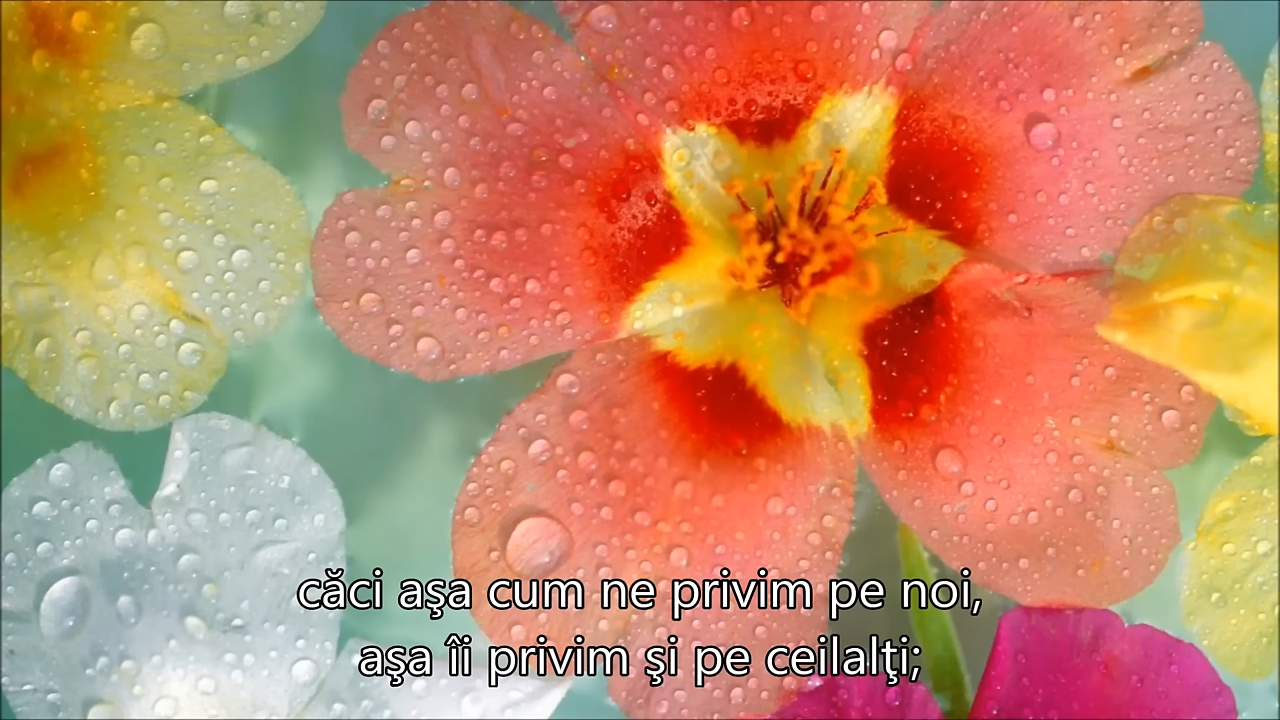 căci aşa cum ne privim pe noi,
aşa îi privim şi pe ceilalţi;